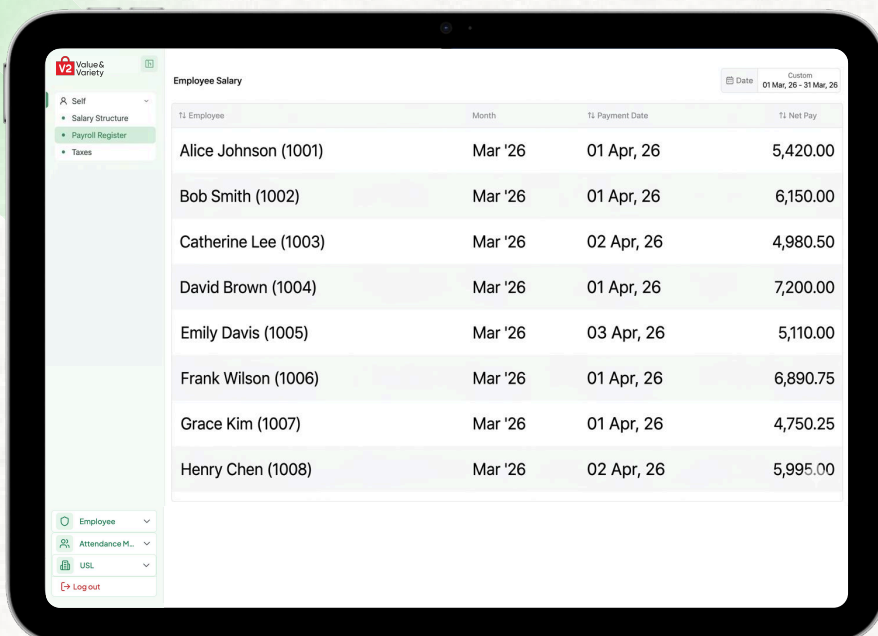 V2 Value &
Variety
Self
Salary Structure
Payroll Register
Taxes
Employee
Attendance M...
USL
Log out
Employee Salary
Date
Custom
01 Mar, 26 - 31 Mar, 26
Employee Month Payment Date Net Pay
Alice Johnson (1001) Mar '26 01 Apr, 26 5,420.00
Bob Smith (1002) Mar '26 01 Apr, 26 6,150.00
Catherine Lee (1003) Mar '26 02 Apr, 26 4,980.50
David Brown (1004) Mar '26 01 Apr, 26 7,200.00
Emily Davis (1005) Mar '26 03 Apr, 26 5,110.00
Frank Wilson (1006) Mar '26 01 Apr, 26 6,890.75
Grace Kim (1007) Mar '26 01 Apr, 26 4,750.25
Henry Chen (1008) Mar '26 02 Apr, 26 5,995.00